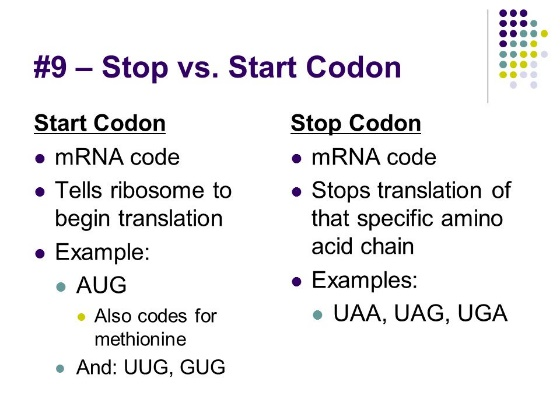 #9 – Stop vs. Start Codon
Start Codon
mRNA code
Tells ribosome to
begin translation
Example:
AUG
Also codes for
methionine
And: UUG, GUG
Stop Codon
mRNA code
Stops translation of
that specific amino
acid chain
Examples:
UAA, UAG, UGA